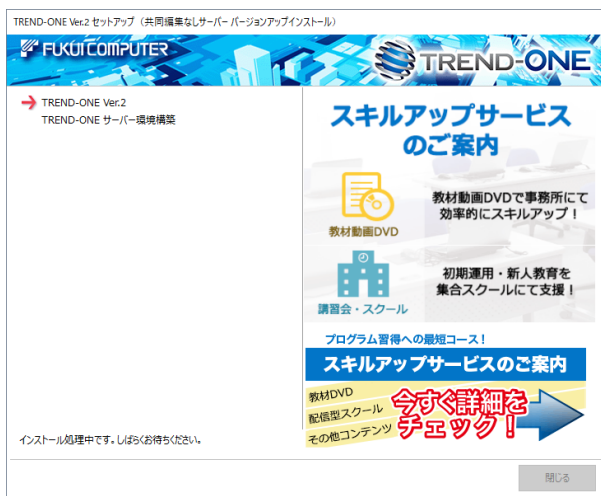 TREND-ONE Ver.2 セットアップ（共同編集なしサーバー バージョンアップインストール）
FUKUI COMPUTER
TREND-ONE
TREND-ONE Ver.2
TREND-ONE サーバー環境構築
スキルアップサービス
のご案内
教材動画DVD
教材動画DVDで事務所にて
効率的にスキルアップ！
講習会・スクール
初期運用・新人教育を
集合スクールにて支援！
プログラム習得への最短コース！
スキルアップサービスのご案内
教材DVD
配信型スクール
その他コンテンツ
今すぐ詳細を
チェック！
インストール処理中です。しばらくお待ちください。
閉じる